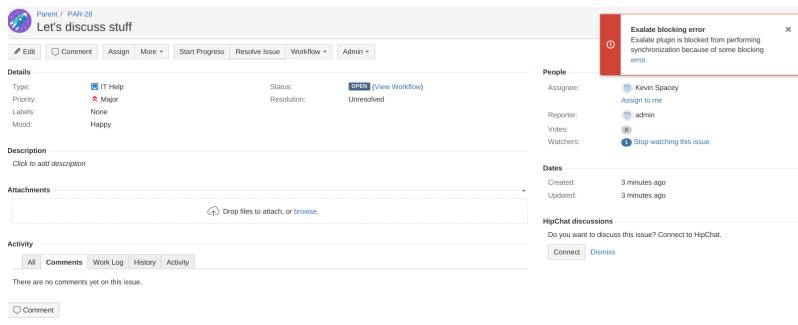 Parent / PAR-28
Let's discuss stuff
Edit Comment Assign More Start Progress Resolve Issue Workflow Admin
Exalate blocking error
Exalate plugin is blocked from performing
synchronization because of some blocking
error.
Details
Type: IT Help Status: OPEN (View Workflow)
Priority: Major Resolution: Unresolved
Labels: None
Mood: Happy
Description
Click to add description
Attachments
Drop files to attach, or browse.
Activity
All Comments Work Log History Activity
There are no comments yet on this issue.
Comment
People
Assignee: Kevin Spacey
Assign to me
Reporter: admin
Votes: 0
Watchers: 1 Stop watching this issue
Dates
Created: 3 minutes ago
Updated: 3 minutes ago
HipChat discussions
Do you want to discuss this issue? Connect to HipChat.
Connect Dismiss